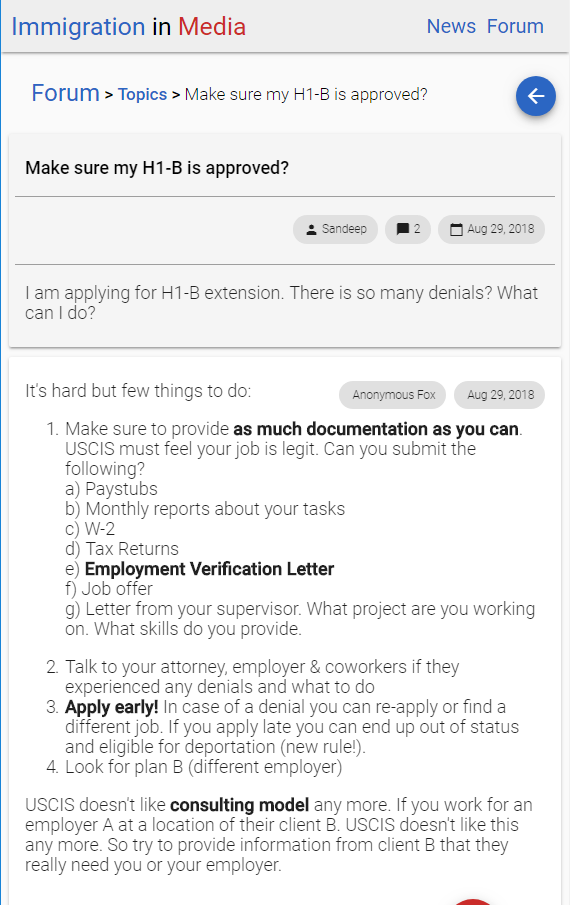 Immigration in Media
News Forum
Forum > Topics > Make sure my H1-B is approved?
Make sure my H1-B is approved?
Sandeep 2 Aug 29, 2018
I am applying for H1-B extension. There is so many denials? What
can I do?
It's hard but few things to do:
Anonymous Fox Aug 29, 2018
1. Make sure to provide as much documentation as you can.
USCIS must feel your job is legit. Can you submit the
following?
a) Paystubs
b) Monthly reports about your tasks
c) W-2
d) Tax Returns
e) Employment Verification Letter
f) Job offer
g) Letter from your supervisor. What project are you working
on. What skills do you provide.
2. Talk to your attorney, employer & coworkers if they
experienced any denials and what to do
3. Apply early! In case of a denial you can re-apply or find a
different job. If you apply late you can end up out of status
and eligible for deportation (new rule!).
4. Look for plan B (different employer)
USCIS doesn't like consulting model any more. If you work for an
employer A at a location of their client B. USCIS doesn't like this
any more. So try to provide information from client B that they
really need you or your employer.